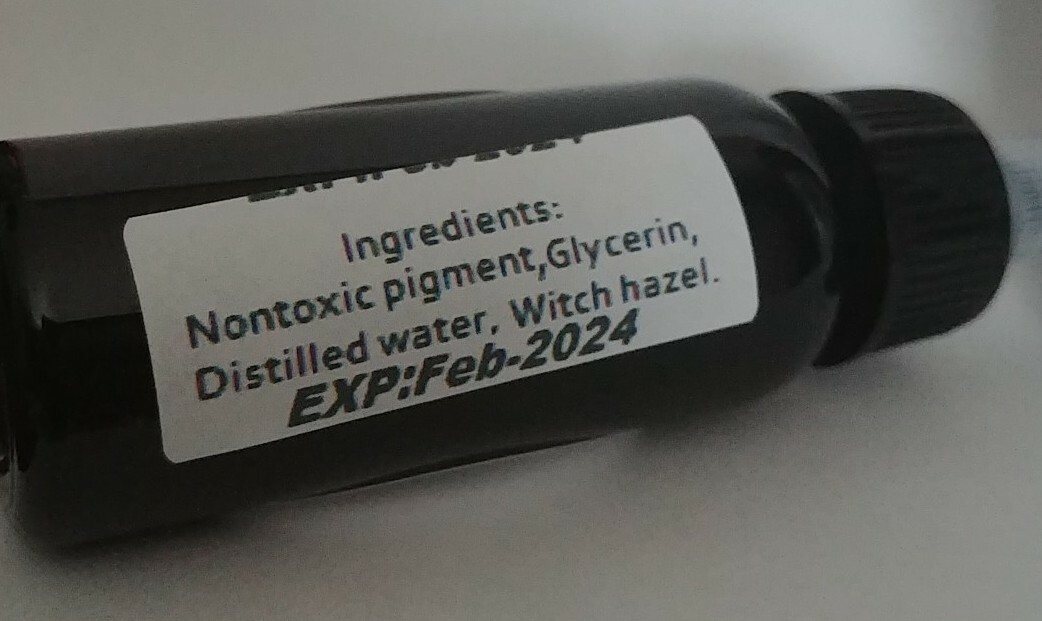 Ingredients:
Nontoxic pigment,Glycerin,
Distilled water, Witch hazel.
EXP:Feb-2024